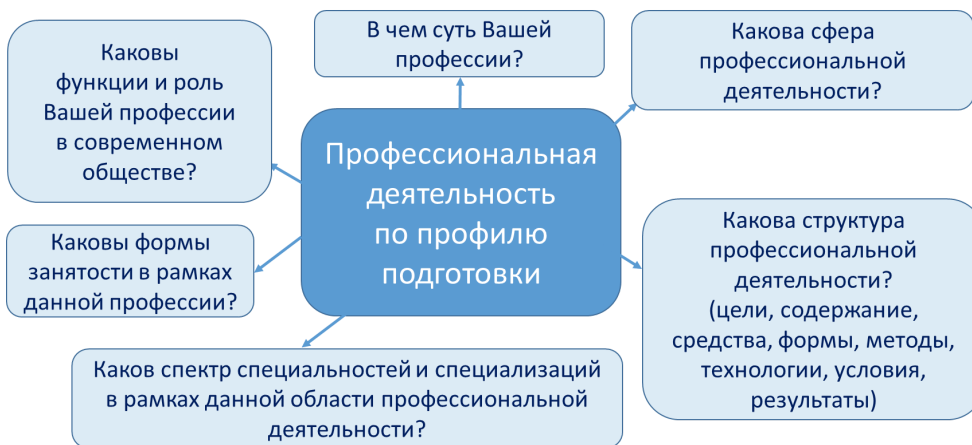 В чем суть Вашей
профессии?
Какова сфера
профессиональной
деятельности?
Каковы
функции и роль
Вашей профессии
в современном
обществе?
Профессиональная
деятельность
по профилю
подготовки
Каковы формы
занятости в рамках
данной профессии?
Какова структура
профессиональной
деятельности?
(цели, содержание,
средства, формы, методы,
технологии, условия,
результаты)
Каков спектр специальностей и специализаций
в рамках данной области профессиональной
деятельности?